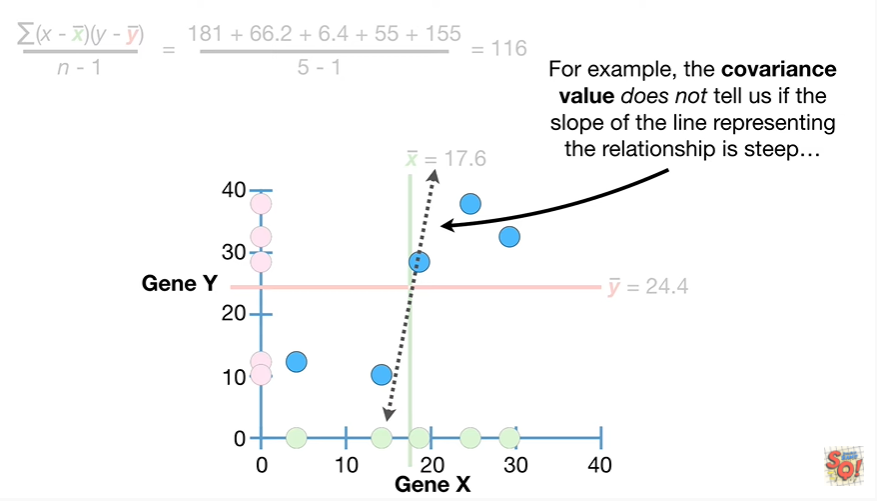 ∑(x - x̄)(y - ȳ)
n - 1
=
181 + 66.2 + 6.4 + 55 + 155
5 - 1
= 116
For example, the covariance
value does not tell us if the
slope of the line representing
the relationship is steep…
x̄ = 17.6
40
30
Gene Y
ȳ = 24.4
20
10
0
0 10 20 30 40
Gene X
SQ!